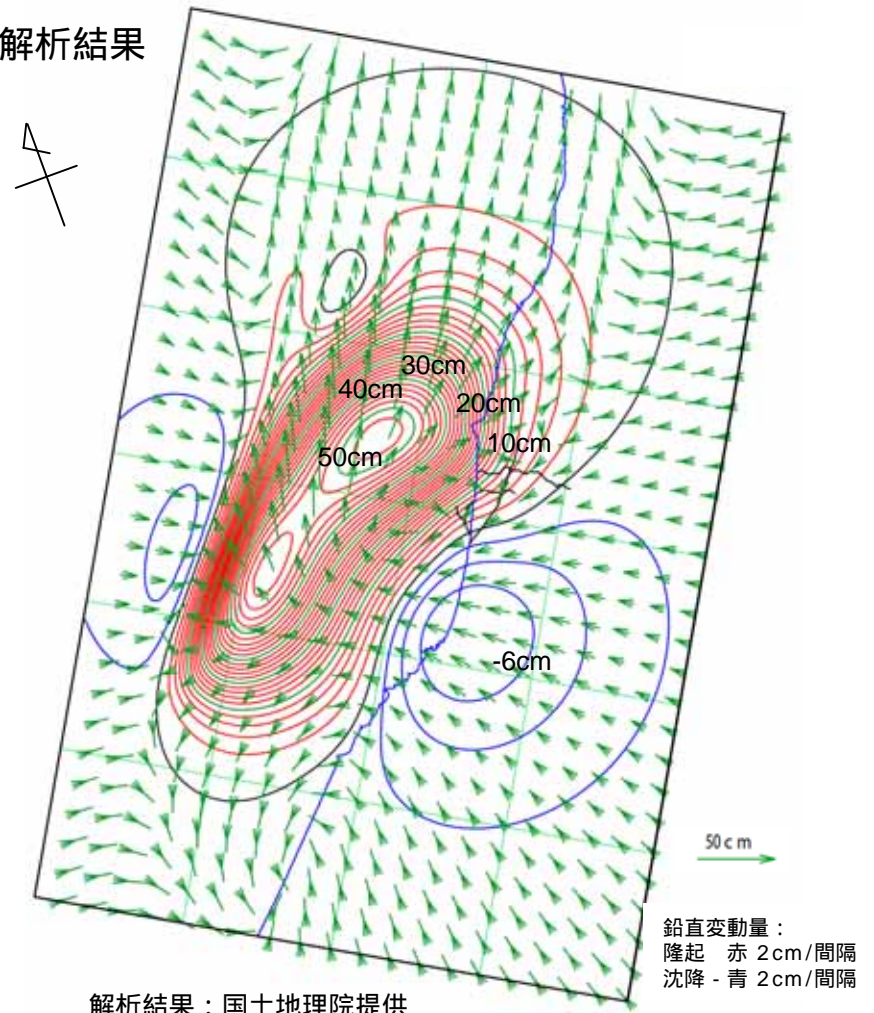 解析結果
30cm
40cm
20cm
10cm
50cm
-6cm
50cm
鉛直変動量：
隆起　赤 2cm/間隔
沈降 - 青 2cm/間隔
解析結果：国土地理院提供